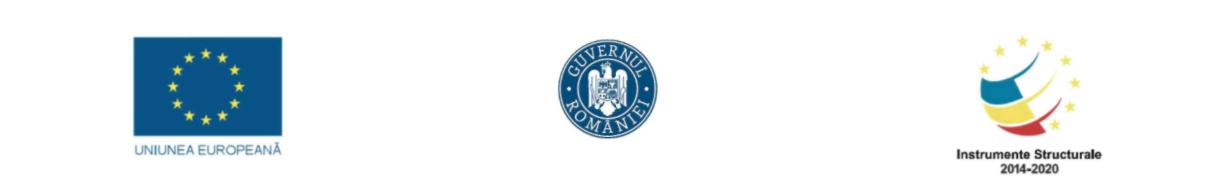 GUVERNUL
ROMÂNIEI
UNIUNEA EUROPEANĂ
Instrumente Structurale
2014-2020